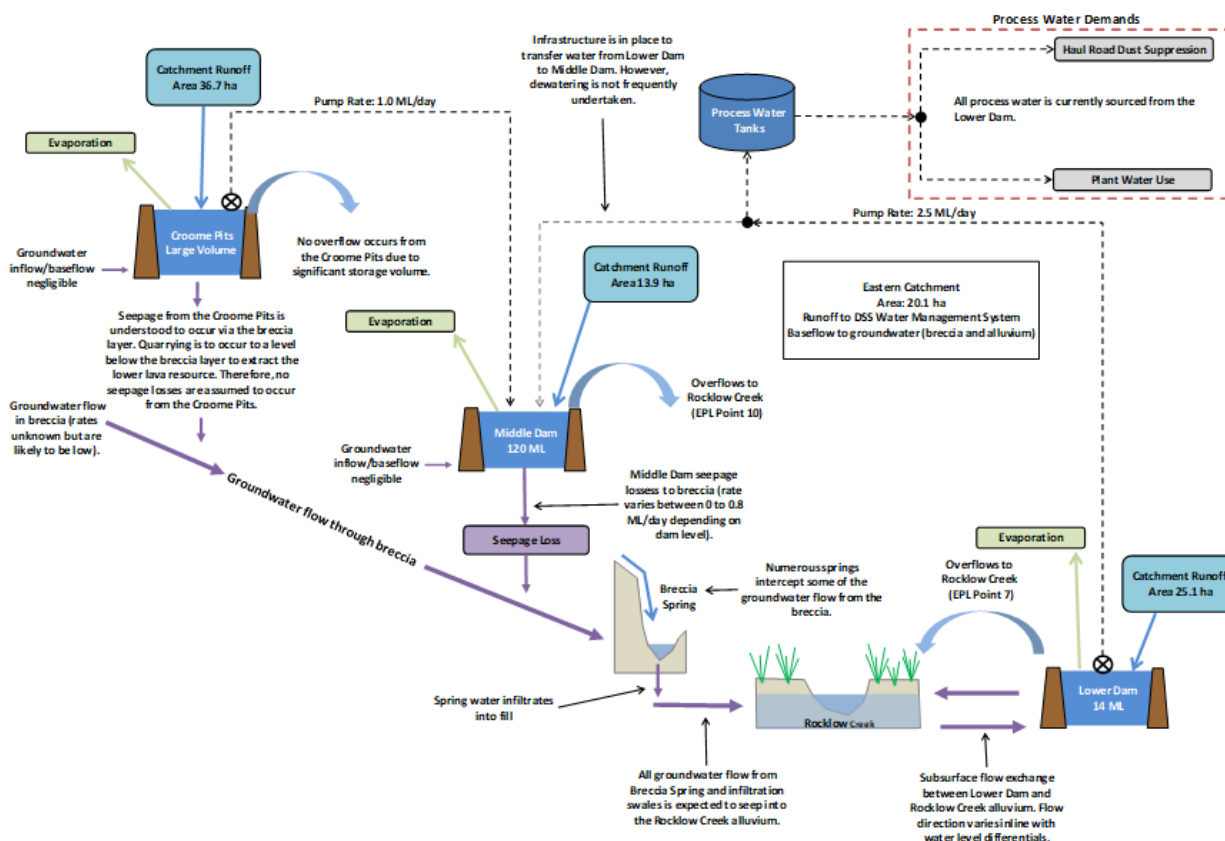 Process Water Demands
Infrastructure is in place to
transfer water from Lower Dam
to Middle Dam. However,
dewatering is not frequently
undertaken.
Haul Road Dust Suppression
Catchment Runoff
Area 36.7 ha
Pump Rate: 1.0 ML/day
All process water is currently sourced from the
Lower Dam.
Process Water
Tanks
Evaporation
Plant Water Use
Pump Rate: 2.5 ML/day
Croome Pits
Large Volume
No overflow occurs from
the Croome Pits due to
significant storage volume.
Groundwater
inflow/baseflow
negligible
Catchment Runoff
Area 13.9 ha
Eastern Catchment
Area: 20.1 ha
Runoff to DSS Water Management System
Baseflow to groundwater (breccia and alluvium)
Seepage from the Croome Pits is
understood to occur via the breccia
layer. Quarrying is to occur to a level
below the breccia layer to extract the
lower lava resource. Therefore, no
seepage losses are assumed to occur
from the Croome Pits.
Evaporation
Overflows to
Rocklow Creek
(EPL Point 10)
Groundwater flow
in breccia (rates
unknown but are
likely to be low).
Middle Dam
120 ML
Groundwater
inflow/baseflow
negligible
Middle Dam seepage
lossess to breccia (rate
varies between 0 to 0.8
ML/day depending on
dam level).
Groundwater flow through breccia
Seepage Loss
Evaporation
Numerous springs
intercept some of the
groundwater flow from the
breccia.
Overflows to
Rocklow Creek
(EPL Point 7)
Catchment Runoff
Area 25.1 ha
Breccia
Spring
Spring water infiltrates
into fill
Lower Dam
14 ML
Rocklow Creek
All groundwater flow from
Breccia Spring and infiltration
swales is expected to seep into
the Rocklow Creek alluvium.
Subsurface flow exchange
between Lower Dam and
Rocklow Creek alluvium. Flow
direction varies inline with
water level differentials.